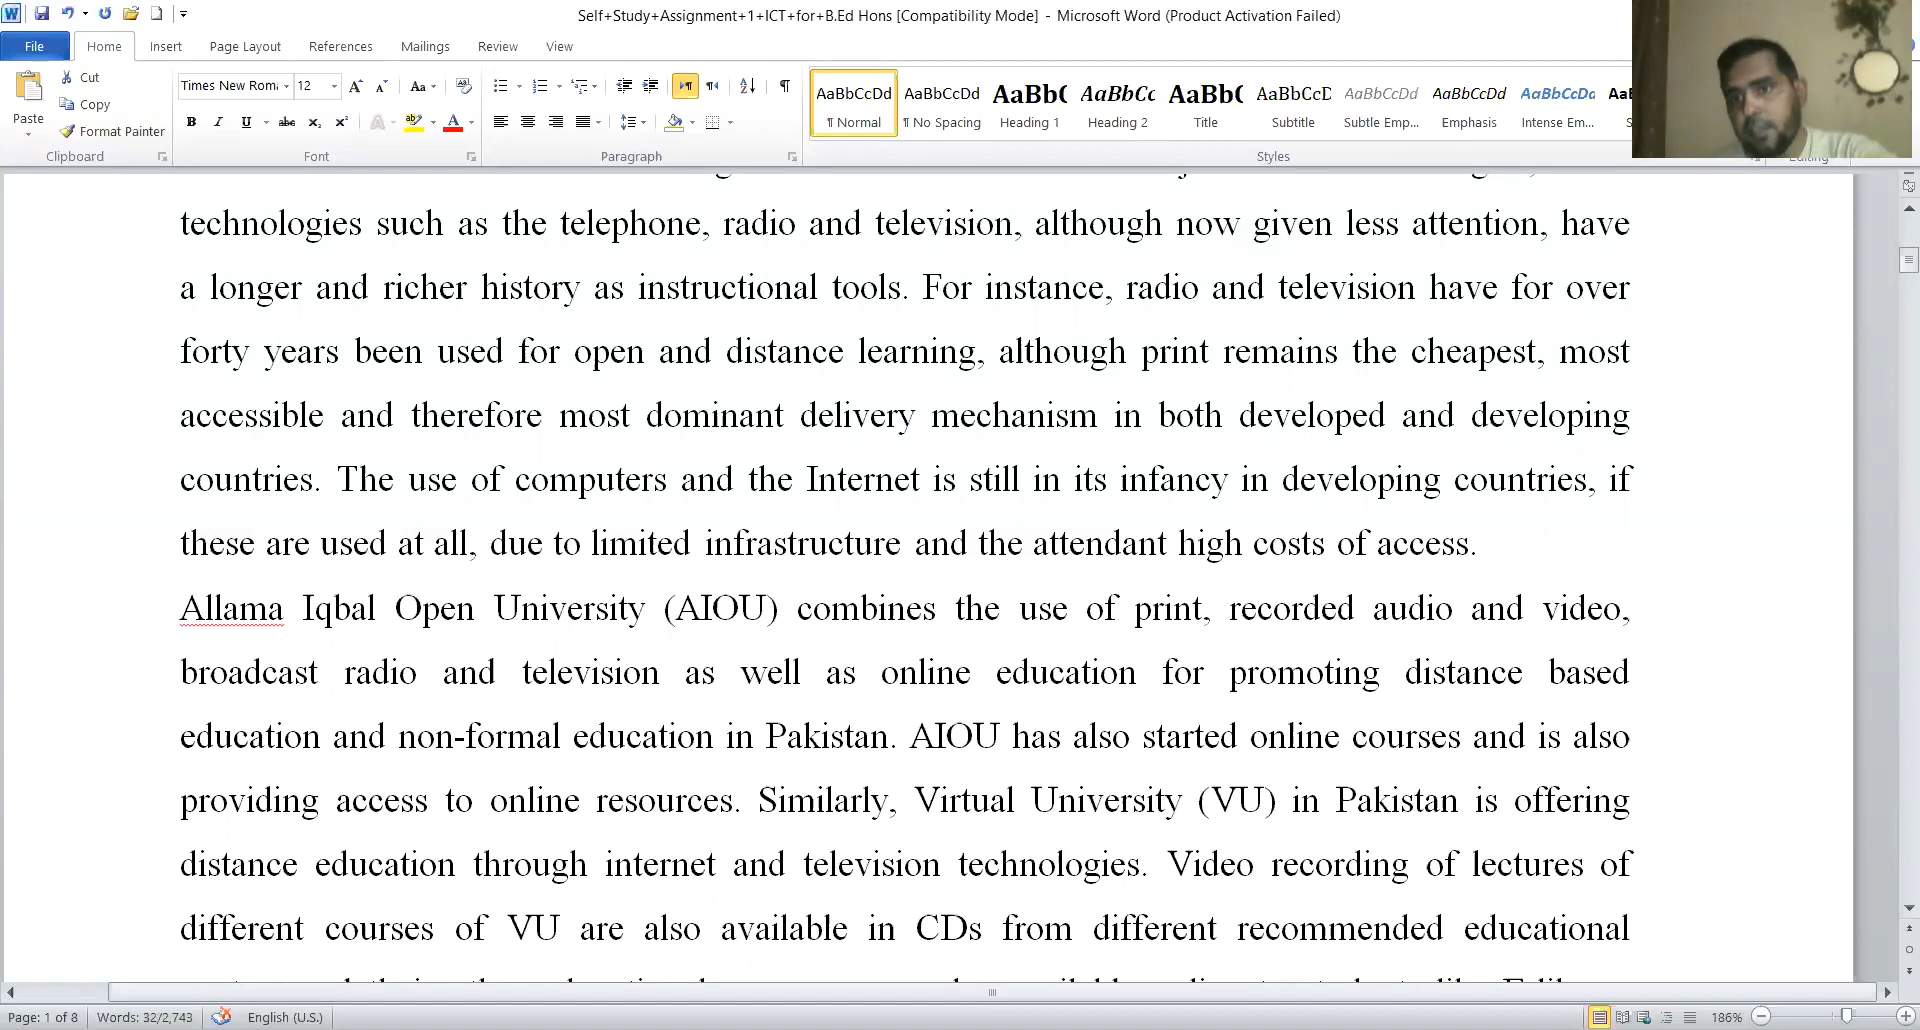 Self+Study+Assignment+1+ICT+for+B.Ed Hons [Compatibility Mode] - Microsoft Word (Product Activation Failed)
File Home Insert Page Layout References Mailings Review View
Paste
Cut
Copy
Format Painter
Clipboard
Times New Rom 12
Font
Paragraph
AaBbCcDd AaBbCcDd AaBb( AaBbCc AaBb( AaBbCcD AaBbCcDd AaBbCcDd AaBbCcDd
¶ Normal ¶ No Spacing Heading 1 Heading 2 Title Subtitle Subtle Emp... Emphasis Intense Em...
Styles
technologies such as the telephone, radio and television, although now given less attention, have
a longer and richer history as instructional tools. For instance, radio and television have for over
forty years been used for open and distance learning, although print remains the cheapest, most
accessible and therefore most dominant delivery mechanism in both developed and developing
countries. The use of computers and the Internet is still in its infancy in developing countries, if
these are used at all, due to limited infrastructure and the attendant high costs of access.
Allama Iqbal Open University (AIOU) combines the use of print, recorded audio and video,
broadcast radio and television as well as online education for promoting distance based
education and non-formal education in Pakistan. AIOU has also started online courses and is also
providing access to online resources. Similarly, Virtual University (VU) in Pakistan is offering
distance education through internet and television technologies. Video recording of lectures of
different courses of VU are also available in CDs from different recommended educational
Page: 1 of 8 Words: 32/2,743 English (U.S.) 186%